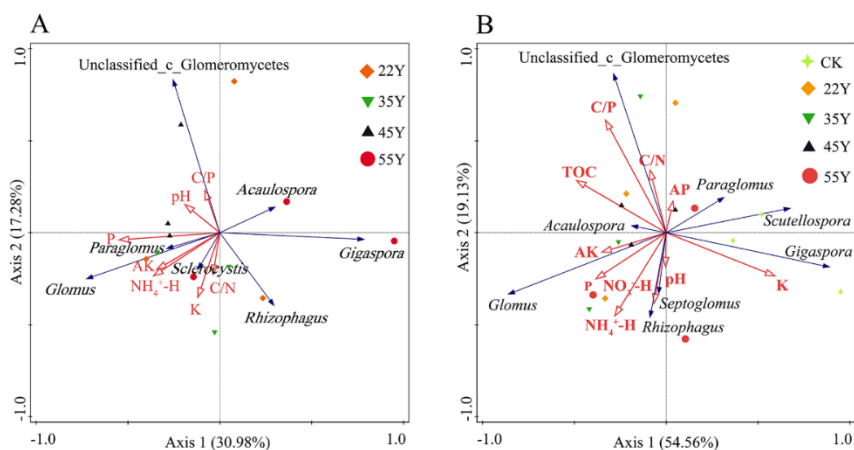 A
1.0
Unclassified_c_Glomeromycetes
22Y
35Y
45Y
55Y
C/P
pH
Acaulospora
P
Paraglomus
Gigaspora
AK
Sclerocystis
Glomus
NH₄⁺-H
C/N
K
Rhizophagus
Axis 2 (17.28%)
-1.0
-1.0
Axis 1 (30.98%)
1.0
B
1.0
Unclassified_c_Glomeromycetes
CK
22Y
35Y
45Y
55Y
C/P
C/N
TOC
AP
Paraglomus
Acaulospora
Scutellospora
AK
Gigaspora
pH
K
P
NO₃⁻-H
Glomus
Septoglomus
NH₄⁺-H
Rhizophagus
Axis 2 (19.13%)
-1.0
-1.0
Axis 1 (54.56%)
1.0